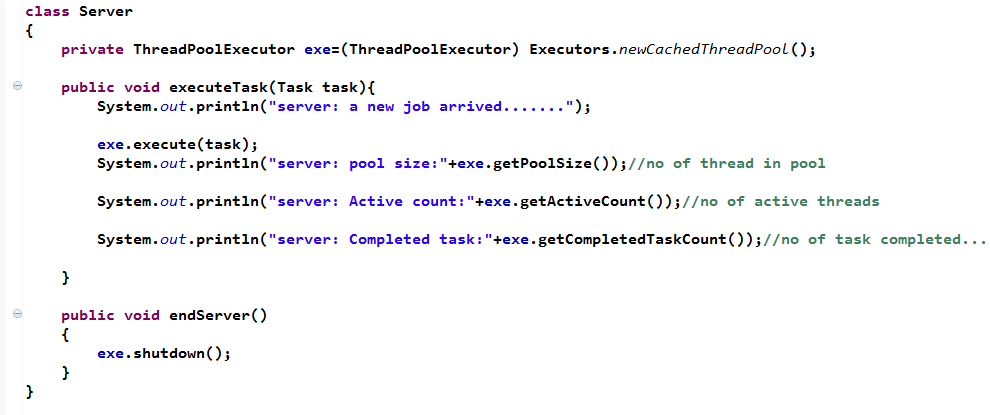 class Server
{
    private ThreadPoolExecutor exe=(ThreadPoolExecutor) Executors.newCachedThreadPool();
    public void executeTask(Task task){
        System.out.println("server: a new job arrived.......");
        exe.execute(task);
        System.out.println("server: pool size:"+exe.getPoolSize());//no of thread in pool
        System.out.println("server: Active count:"+exe.getActiveCount());//no of active threads
        System.out.println("server: Completed task:"+exe.getCompletedTaskCount());//no of task completed...
    }
    public void endServer()
    {
        exe.shutdown();
    }
}